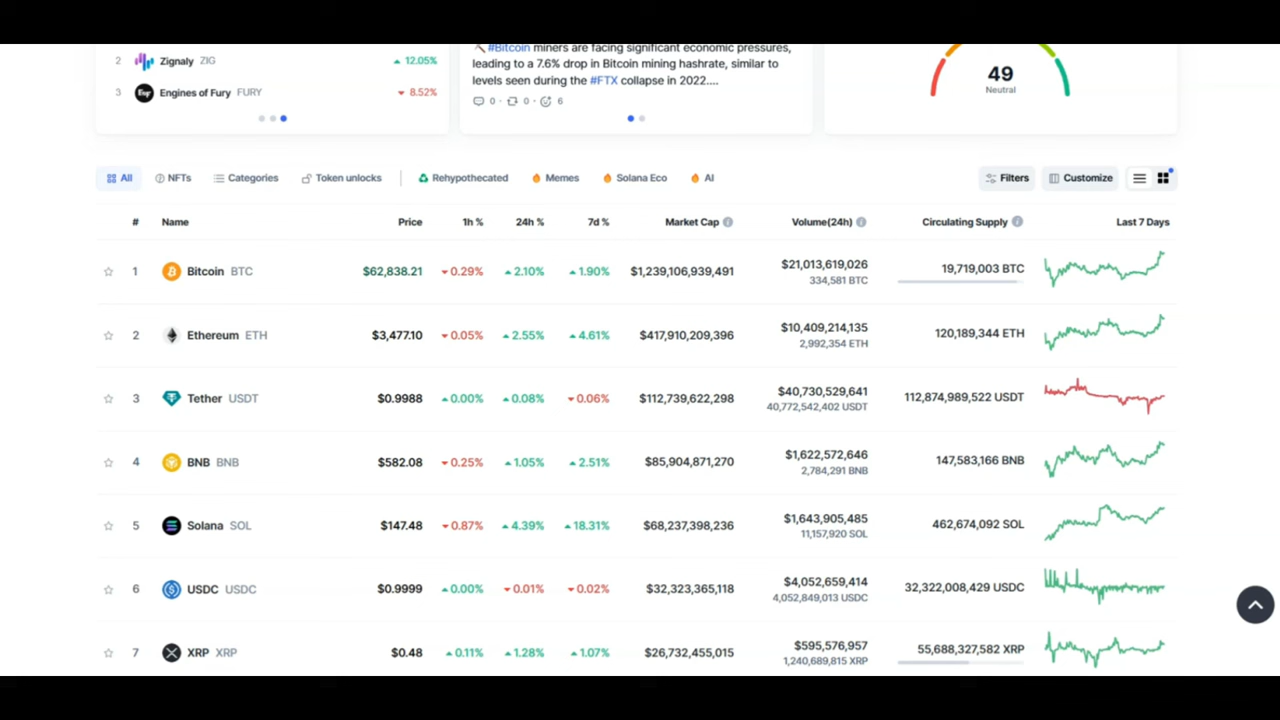 2 Zignaly ZIG 12.05%
3 Engines of Fury FURY 8.52%
#Bitcoin miners are facing significant economic pressures,
leading to a 7.6% drop in Bitcoin mining hashrate, similar to
levels seen during the #FTX collapse in 2022....
0 · 0 · 6
49
Neutral
All NFTs Categories Token unlocks Rehypothecated Memes Solana Eco AI Filters Customize
# Name Price 1h % 24h % 7d % Market Cap Volume(24h) Circulating Supply Last 7 Days
1 Bitcoin BTC $62,838.21 0.29% 2.10% 1.90% $1,239,106,939,491 $21,013,619,026 19,719,003 BTC
334,581 BTC
2 Ethereum ETH $3,477.10 0.05% 2.55% 4.61% $417,910,209,396 $10,409,214,135 120,189,344 ETH
2,992,354 ETH
3 Tether USDT $0.9988 0.00% 0.08% 0.06% $112,739,622,298 $40,730,529,641 112,874,989,522 USDT
40,772,542,402 USDT
4 BNB BNB $582.08 0.25% 1.05% 2.51% $85,904,871,270 $1,622,572,646 147,583,166 BNB
2,784,291 BNB
5 Solana SOL $147.48 0.87% 4.39% 18.31% $68,237,398,236 $1,643,905,485 462,674,092 SOL
11,157,920 SOL
6 USDC USDC $0.9999 0.00% 0.01% 0.02% $32,323,365,118 $4,052,659,414 32,322,008,429 USDC
4,052,849,013 USDC
7 XRP XRP $0.48 0.11% 1.28% 1.07% $26,732,455,015 $595,576,957 55,688,327,582 XRP
1,240,689,815 XRP